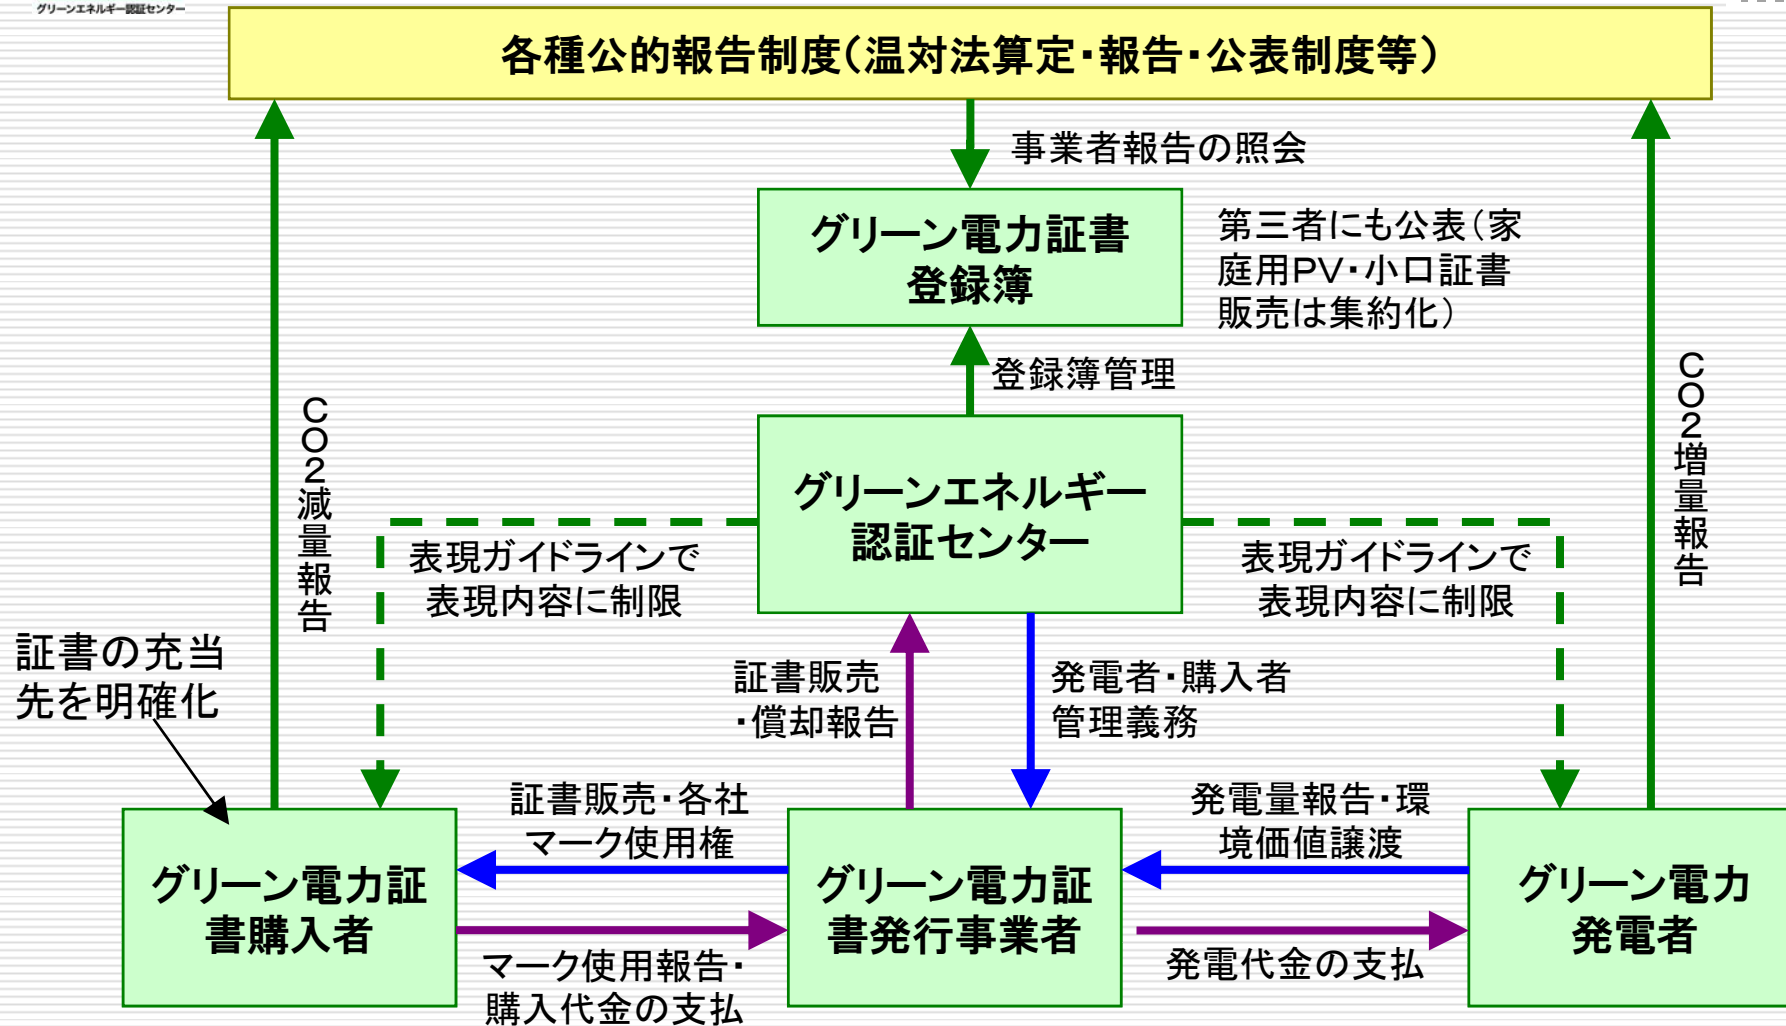 グリーンエネルギー認証センター
各種公的報告制度（温対法算定・報告・公表制度等）
事業者報告の照会
グリーン電力証書
登録簿
第三者にも公表（家
庭用PV・小口証書
販売は集約化）
登録簿管理
CO2減量報告
CO2増量報告
グリーンエネルギー
認証センター
表現ガイドラインで
表現内容に制限
表現ガイドラインで
表現内容に制限
証書の充当
先を明確化
証書販売
・償却報告
発電者・購入者
管理義務
証書販売・各社
マーク使用権
発電量報告・環
境価値譲渡
グリーン電力証
書購入者
グリーン電力証
書発行事業者
グリーン電力
発電者
マーク使用報告・
購入代金の支払
発電代金の支払